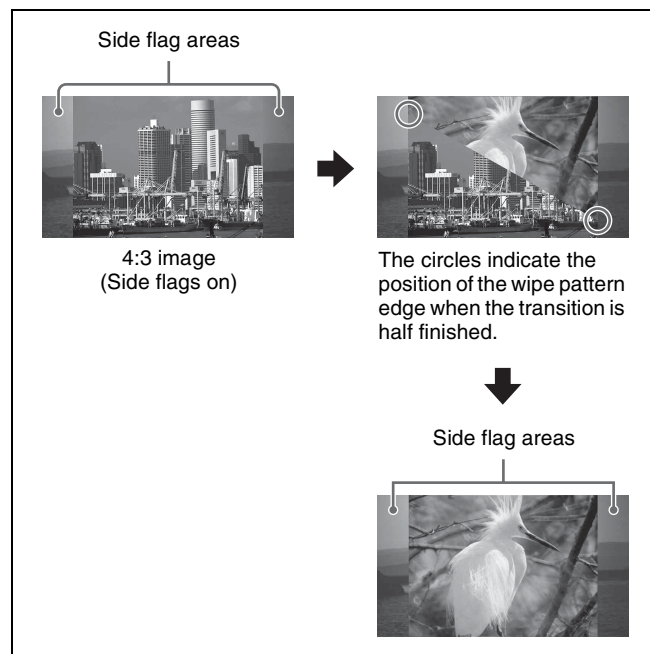 Side flag areas
4:3 image
(Side flags on)
The circles indicate the
position of the wipe pattern
edge when the transition is
half finished.
Side flag areas